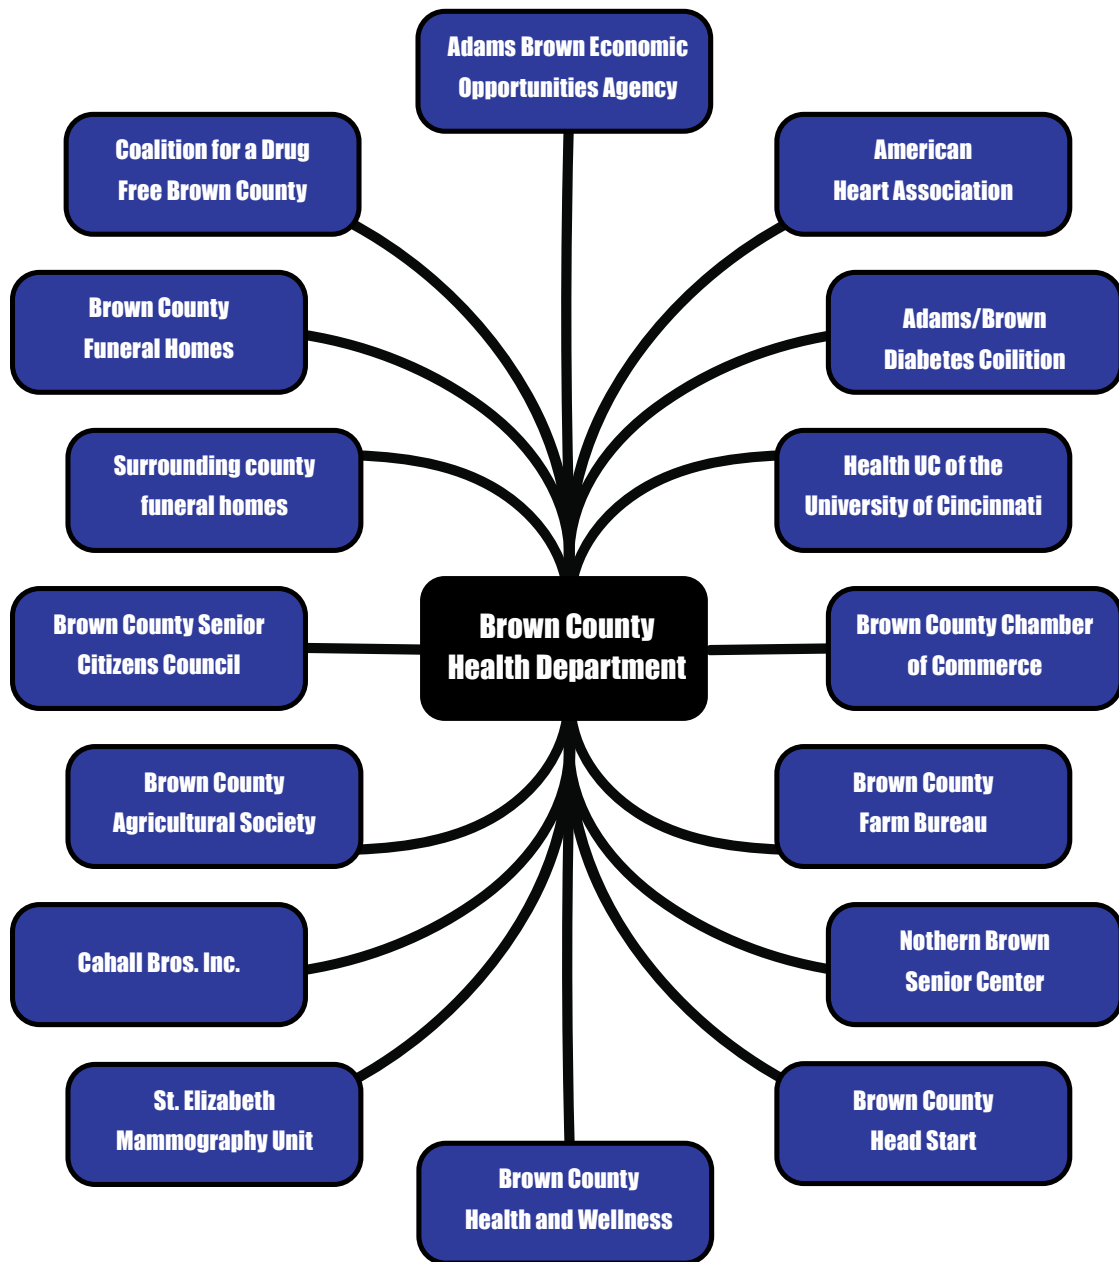 Adams Brown Economic
Opportunities Agency
Coalition for a Drug
Free Brown County
American
Heart Association
Brown County
Funeral Homes
Adams/Brown
Diabetes Coilition
Surrounding county
funeral homes
Health UC of the
University of Cincinnati
Brown County Senior
Citizens Council
Brown County
Health Department
Brown County Chamber
of Commerce
Brown County
Agricultural Society
Brown County
Farm Bureau
Cahall Bros. Inc.
Nothern Brown
Senior Center
St. Elizabeth
Mammography Unit
Brown County
Head Start
Brown County
Health and Wellness